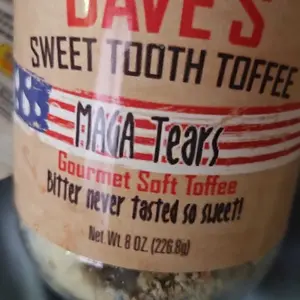 DAVE'S
SWEET TOOTH TOFFEE
MAGA Tears
Gourmet Soft Toffee
Bitter never tasted so sweet!
Net. Wt. 8 OZ. (226.8g)